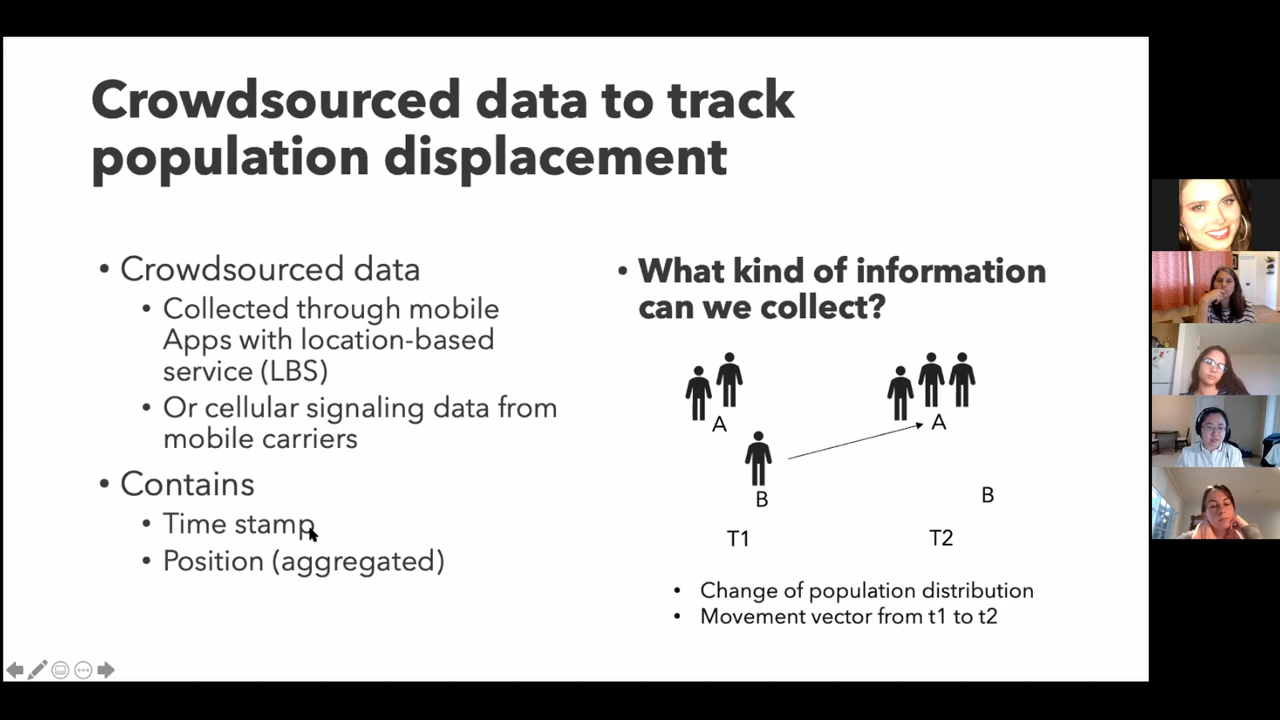 Crowdsourced data to track
population displacement
• Crowdsourced data
• Collected through mobile
Apps with location-based
service (LBS)
• Or cellular signaling data from
mobile carriers
• Contains
• Time stamp
• Position (aggregated)
• What kind of information
can we collect?
A
B
T1
A
B
T2
• Change of population distribution
• Movement vector from t1 to t2